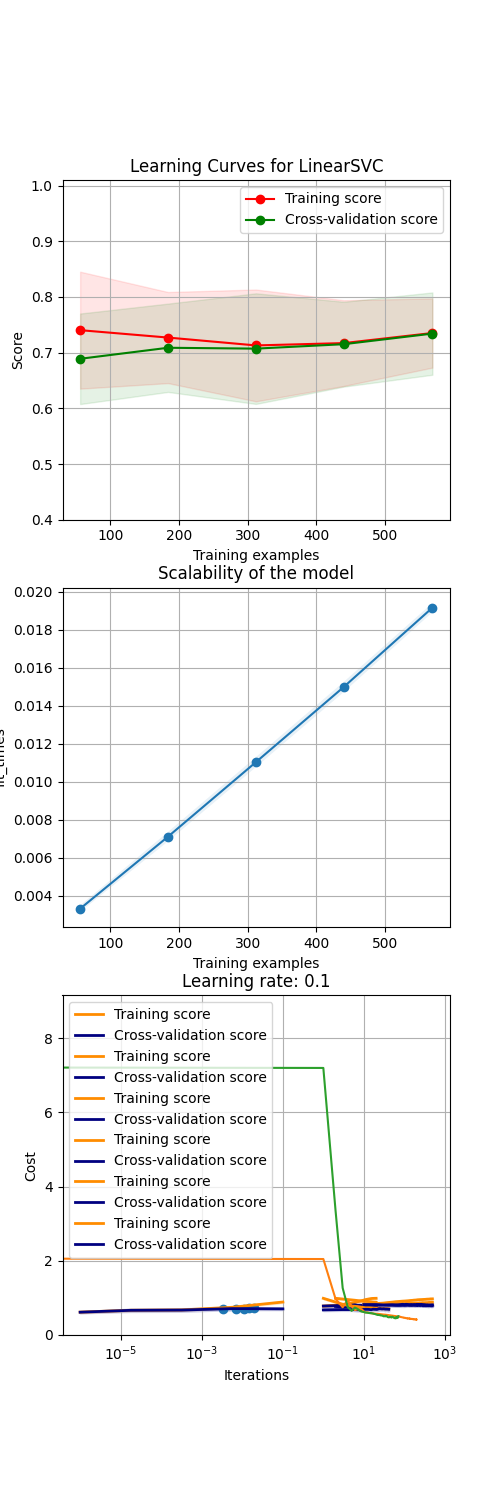 Learning Curves for LinearSVC
1.0
0.9
0.8
0.7
0.6
0.5
0.4
Score
Training score
Cross-validation score
100 200 300 400 500
Training examples
Scalability of the model
0.020
0.018
0.016
0.014
0.012
0.010
0.008
0.006
0.004
100 200 300 400 500
Training examples
Learning rate: 0.1
8
6
4
2
0
Cost
Training score
Cross-validation score
Training score
Cross-validation score
Training score
Cross-validation score
Training score
Cross-validation score
Training score
Cross-validation score
Training score
Cross-validation score
10⁻⁵ 10⁻³ 10⁻¹ 10¹ 10³
Iterations